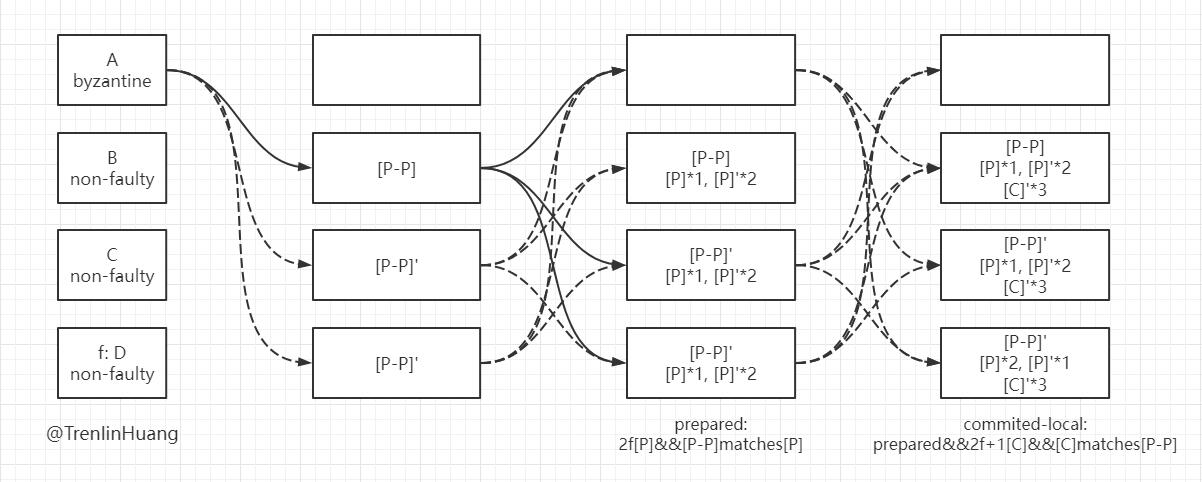 A
byzantine
B
non-faulty
C
non-faulty
f: D
non-faulty
@TrenlinHuang
[P-P]
[P-P]'
[P-P]'
[P-P]
[P]*1, [P]'*2
[P-P]'
[P]*1, [P]'*2
[P-P]'
[P]*1, [P]'*2
prepared:
2f[P]&&[P-P]matches[P]
[P-P]
[P]*1, [P]'*2
[C]'*3
[P-P]'
[P]*1, [P]'*2
[C]'*3
[P-P]'
[P]*2, [P]'*1
[C]'*3
commited-local:
prepared&&2f+1[C]&&[C]matches[P-P]